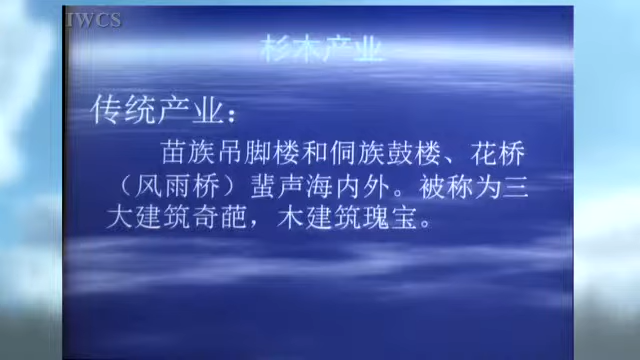 IWCS
杉木产业
传统产业：
苗族吊脚楼和侗族鼓楼、花桥
（风雨桥）蜚声海内外。被称为三
大建筑奇葩，木建筑瑰宝。